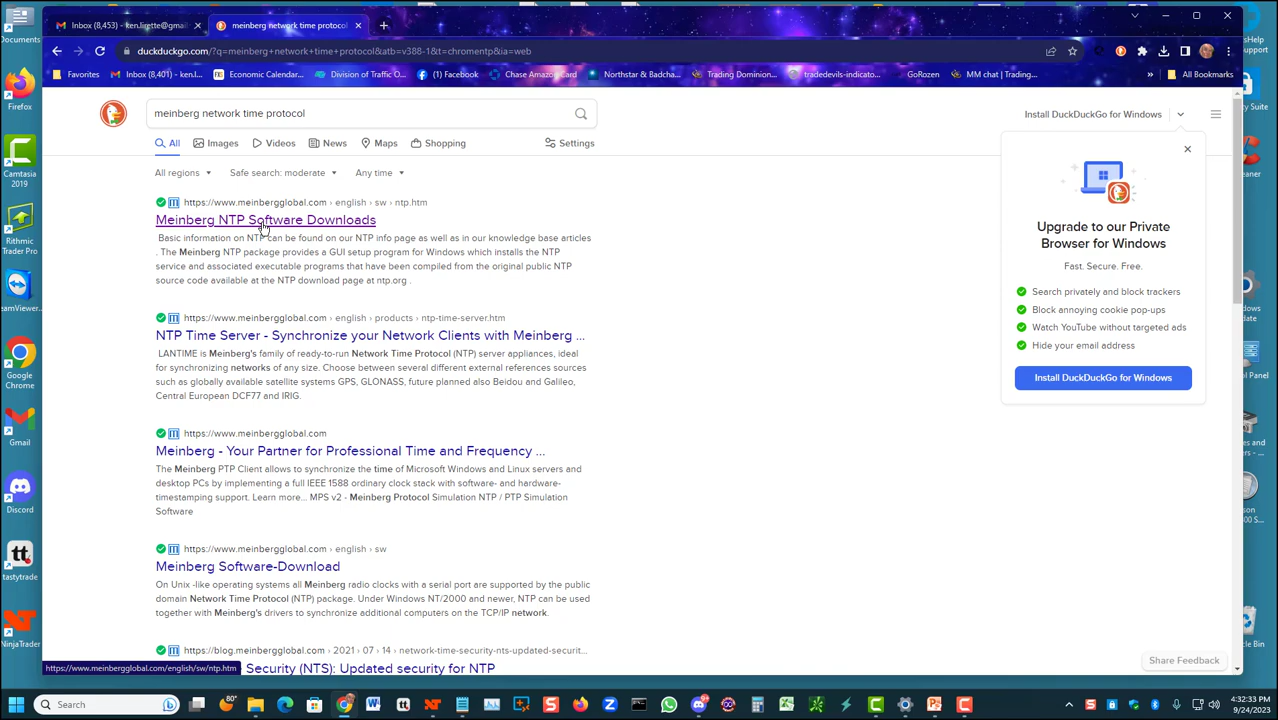 Documents
Inbox (8,453) - ken.lisette@gmai
meinberg network time protocol
duckduckgo.com/?q=meinberg+network+time+protocol&atb=v388-1&t=chromentp&ia=web
Favorites
Inbox (8,401) - ken.l...
Economic Calendar...
Division of Traffic O...
(1) Facebook
Chase Amazon Card
Northstar & Badcha...
Trading Dominion...
tradedevils-indicato...
GoRozen
MM chat | Trading...
»
All Bookmarks
meinberg network time protocol
Install DuckDuckGo for Windows
All
Images
Videos
News
Maps
Shopping
Settings
All regions
Safe search: moderate
Any time
https://www.meinbergglobal.com › english › sw › ntp.htm
Meinberg NTP Software Downloads
Basic information on NTP can be found on our NTP info page as well as in our knowledge base articles
. The Meinberg NTP package provides a GUI setup program for Windows which installs the NTP
service and associated executable programs that have been compiled from the original public NTP
source code available at the NTP download page at ntp.org .
https://www.meinbergglobal.com › english › products › ntp-time-server.htm
NTP Time Server - Synchronize your Network Clients with Meinberg ...
LANTIME is Meinberg's family of ready-to-run Network Time Protocol (NTP) server appliances, ideal
for synchronizing networks of any size. Choose between several different external references sources
such as globally available satellite systems GPS, GLONASS, future planned also Beidou and Galileo,
Central European DCF77 and IRIG.
https://www.meinbergglobal.com
Meinberg - Your Partner for Professional Time and Frequency ...
The Meinberg PTP Client allows to synchronize the time of Microsoft Windows and Linux servers and
desktop PCs by implementing a full IEEE 1588 ordinary clock stack with software- and hardware-
timestamping support. Learn more... MPS v2 - Meinberg Protocol Simulation NTP / PTP Simulation
Software
https://www.meinbergglobal.com › english › sw
Meinberg Software-Download
On Unix -like operating systems all Meinberg radio clocks with a serial port are supported by the public
domain Network Time Protocol (NTP) package. Under Windows NT/2000 and newer, NTP can be used
together with Meinberg's drivers to synchronize additional computers on the TCP/IP network.
https://blog.meinbergglobal.com › 2021 › 07 › 14 › network-time-security-nts-updated-securit...
Security (NTS): Updated security for NTP
https://www.meinbergglobal.com/english/sw/ntp.htm
Upgrade to our Private
Browser for Windows
Fast. Secure. Free.
Search privately and block trackers
Block annoying cookie pop-ups
Watch YouTube without targeted ads
Hide your email address
Install DuckDuckGo for Windows
Share Feedback
Firefox
Camtasia
2019
Rithmic
Trader Pro
eamViewer...
Google
Chrome
Gmail
Discord
tt
tastytrade
NinjaTrader
Search
80°
4:32:33 PM
9/24/2023